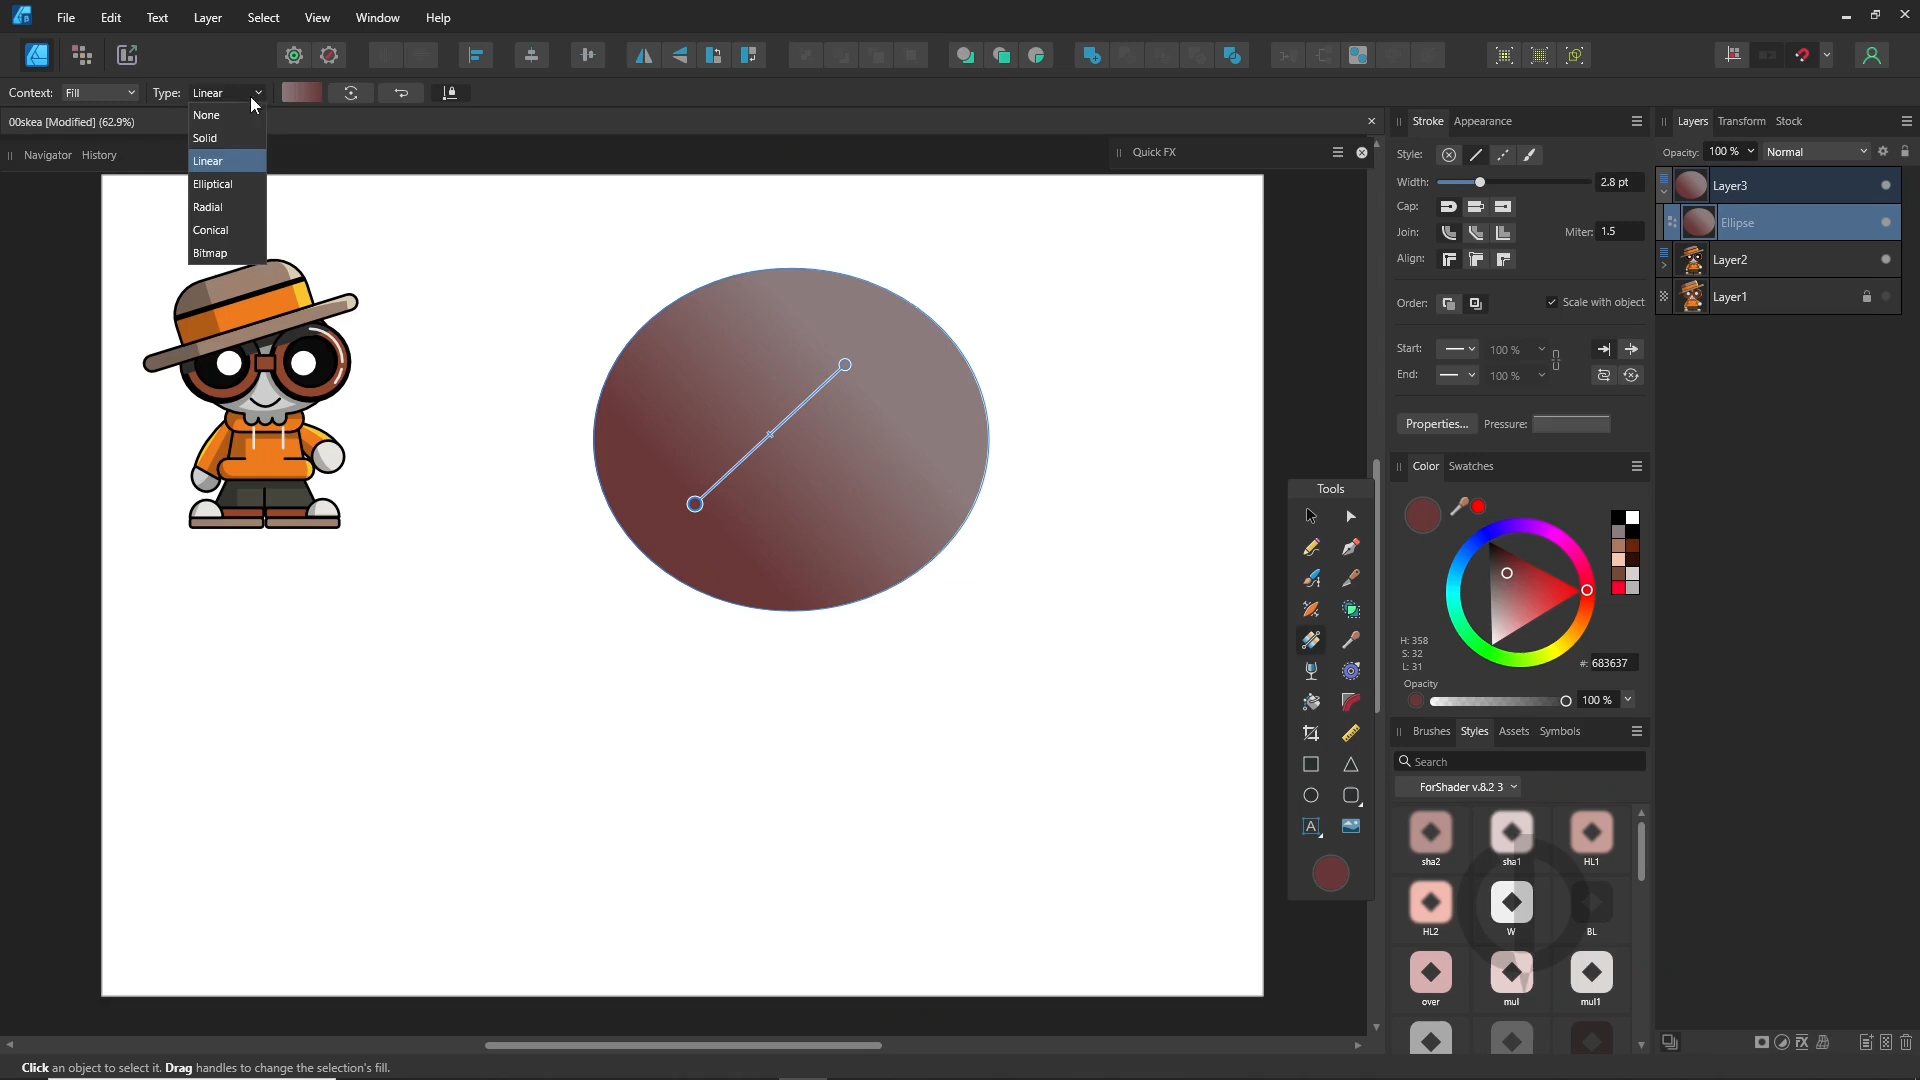 File Edit Text Layer Select View Window Help
Context: Fill Type: Linear
None
Solid
Linear
Elliptical
Radial
Conical
Bitmap
00skea [Modified] (62.9%)
Navigator History
Quick FX
Tools
Stroke Appearance
Style:
Width: 2.8 pt
Cap:
Join: Miter: 1.5
Align:
Order: Scale with object
Start: 100 %
End: 100 %
Properties... Pressure:
Color Swatches
H: 358
S: 32
L: 31
#: 683637
Opacity
100 %
Brushes Styles Assets Symbols
Search
ForShader v.8.2 3
sha2 sha1 HL1
HL2 W BL
over mul mul1
Layers Transform Stock
Opacity: 100 % Normal
Layer3
Ellipse
Layer2
Layer1
Click an object to select it. Drag handles to change the selection's fill.